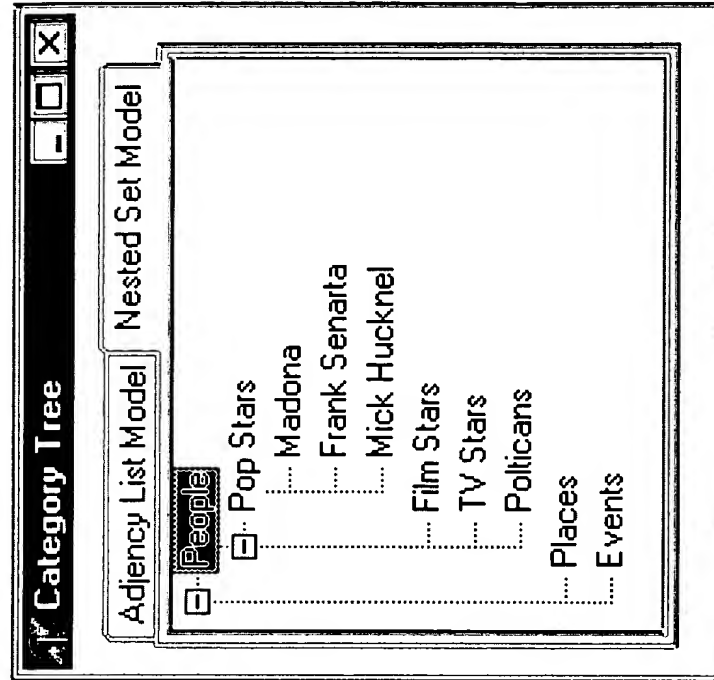 Category Tree
Adjency List Model Nested Set Model
People
Pop Stars
Madona
Frank Senarta
Mick Hucknel
Film Stars
TV Stars
Polticans
Places
Events